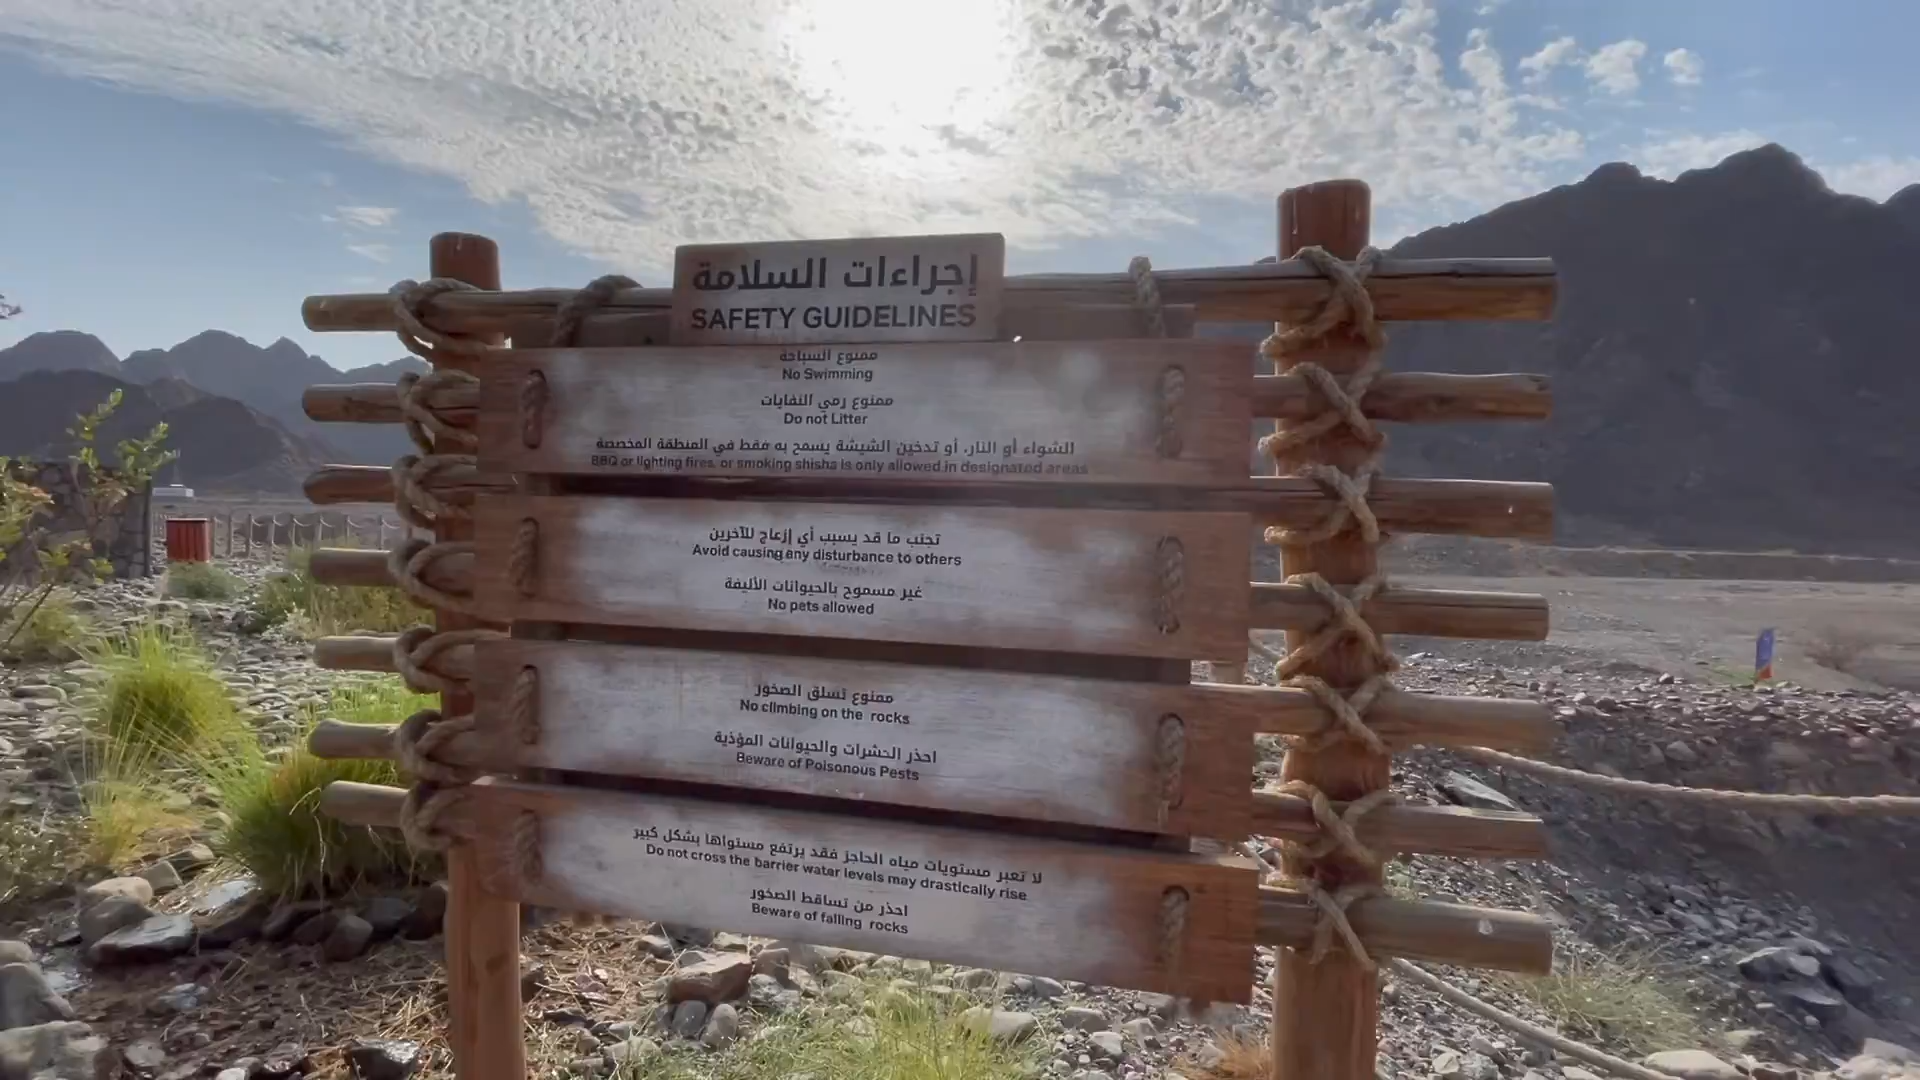 إجراءات السلامة
SAFETY GUIDELINES
ممنوع السباحة
No Swimming
ممنوع رمي النفايات
Do not Litter
الشواء أو النار، أو تدخين الشيشة يسمح به فقط في المنطقة المخصصة
BBQ or lighting fires, or smoking shisha is only allowed in designated areas
تجنب ما قد يسبب أي إزعاج للآخرين
Avoid causing any disturbance to others
غير مسموح بالحيوانات الأليفة
No pets allowed
ممنوع تسلق الصخور
No climbing on the rocks
احذر الحشرات والحيوانات المؤذية
Beware of Poisonous Pests
لا تعبر مستويات مياه الحاجز فقد يرتفع مستواها بشكل كبير
Do not cross the barrier water levels may drastically rise
احذر من تساقط الصخور
Beware of falling rocks